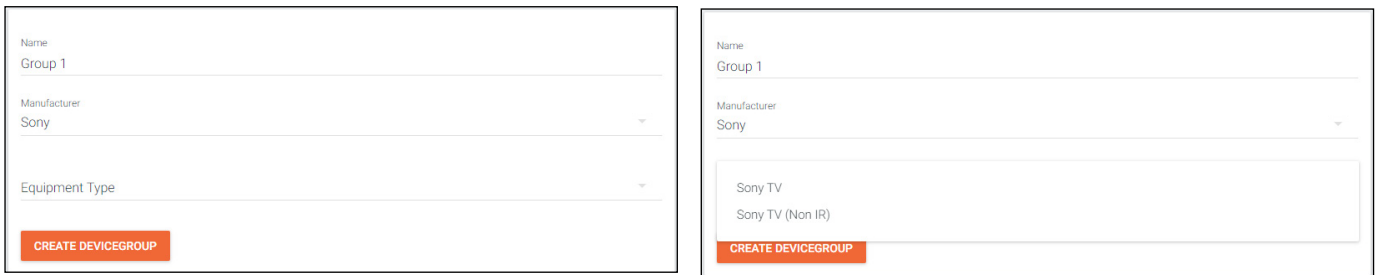 Name
Group 1
Manufacturer
Sony
Equipment Type
CREATE DEVICEGROUP
Name
Group 1
Manufacturer
Sony
Sony TV
Sony TV (Non IR)
CREATE DEVICEGROUP